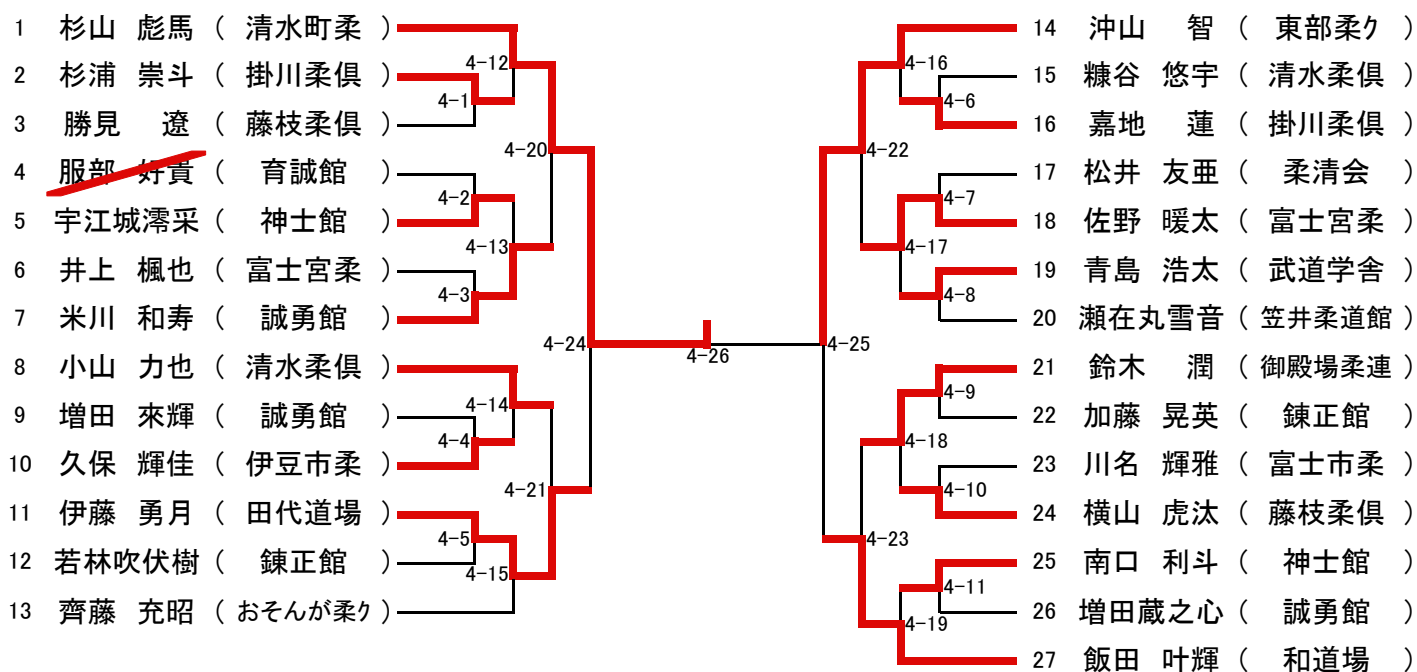 1 杉山 彪馬 ( 清水町柔 )
2 杉浦 崇斗 ( 掛川柔倶 )
3 勝見 遼 ( 藤枝柔倶 )
4 服部 好貴 ( 育誠館 )
5 宇江城澪采 ( 神士館 )
6 井上 楓也 ( 富士宮柔 )
7 米川 和寿 ( 誠勇館 )
8 小山 力也 ( 清水柔倶 )
9 増田 來輝 ( 誠勇館 )
10 久保 輝佳 ( 伊豆市柔 )
11 伊藤 勇月 ( 田代道場 )
12 若林吹伏樹 ( 錬正館 )
13 齊藤 充昭 ( おそんが柔ク )
4-12
4-1
4-20
4-2
4-13
4-3
4-24
4-14
4-4
4-21
4-5
4-15
4-26
4-16
4-6
4-22
4-7
4-17
4-8
4-25
4-9
4-18
4-10
4-23
4-11
4-19
14 沖山 智 ( 東部柔ク )
15 糠谷 悠宇 ( 清水柔倶 )
16 嘉地 蓮 ( 掛川柔倶 )
17 松井 友亜 ( 柔清会 )
18 佐野 暖太 ( 富士宮柔 )
19 青島 浩太 ( 武道学舎 )
20 瀬在丸雪音 ( 笠井柔道館 )
21 鈴木 潤 ( 御殿場柔連 )
22 加藤 晃英 ( 錬正館 )
23 川名 輝雅 ( 富士市柔 )
24 横山 虎汰 ( 藤枝柔倶 )
25 南口 利斗 ( 神士館 )
26 増田蔵之心 ( 誠勇館 )
27 飯田 叶輝 ( 和道場 )